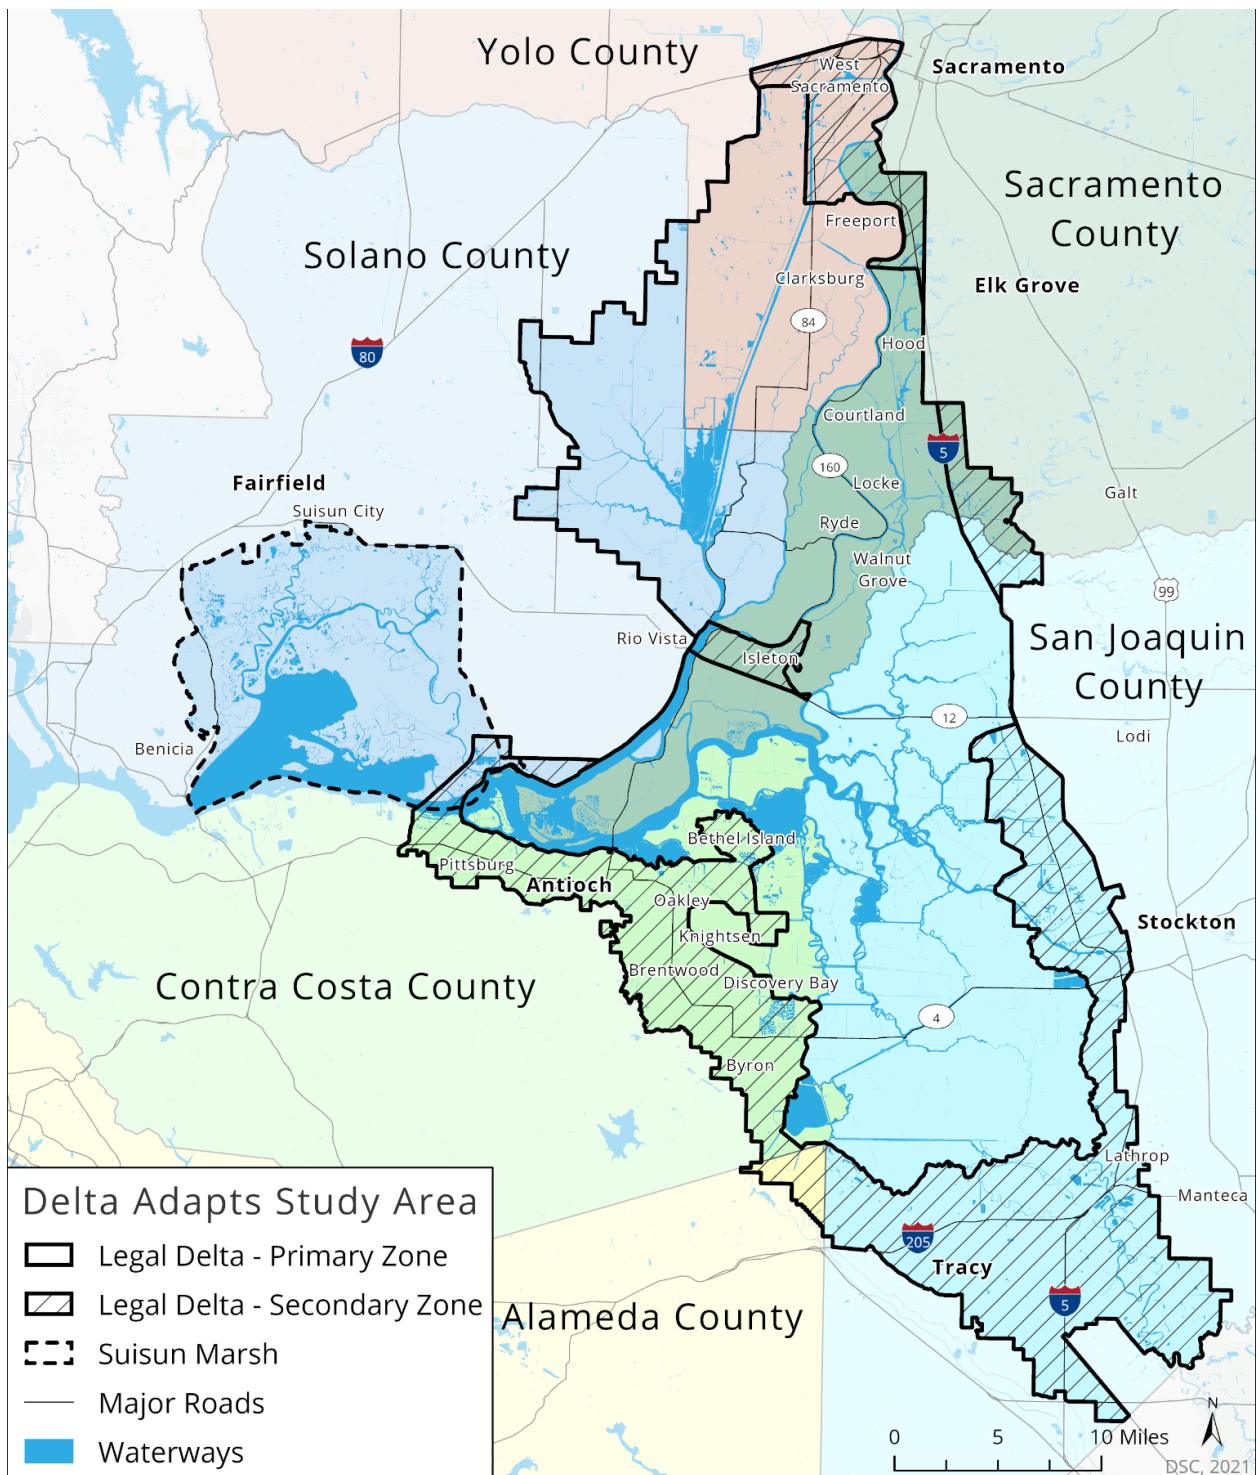 Yolo County
West
Sacramento
Sacramento
Sacramento
County
Freeport
Solano County
Clarksburg
Elk Grove
84
Hood
80
Courtland
5
160
Fairfield
Locke
Galt
Suisun City
Ryde
Walnut
Grove
99
Rio Vista
San Joaquin
County
Isleton
12
Benicia
Lodi
Bethel Island
Pittsburg
Antioch
Oakley
Stockton
Knightsen
Brentwood
Discovery Bay
Contra Costa County
4
Byron
Lathrop
Manteca
205
Tracy
5
Alameda County
Delta Adapts Study Area
Legal Delta - Primary Zone
Legal Delta - Secondary Zone
Suisun Marsh
Major Roads
Waterways
N
0 5 10 Miles
DSC, 2021